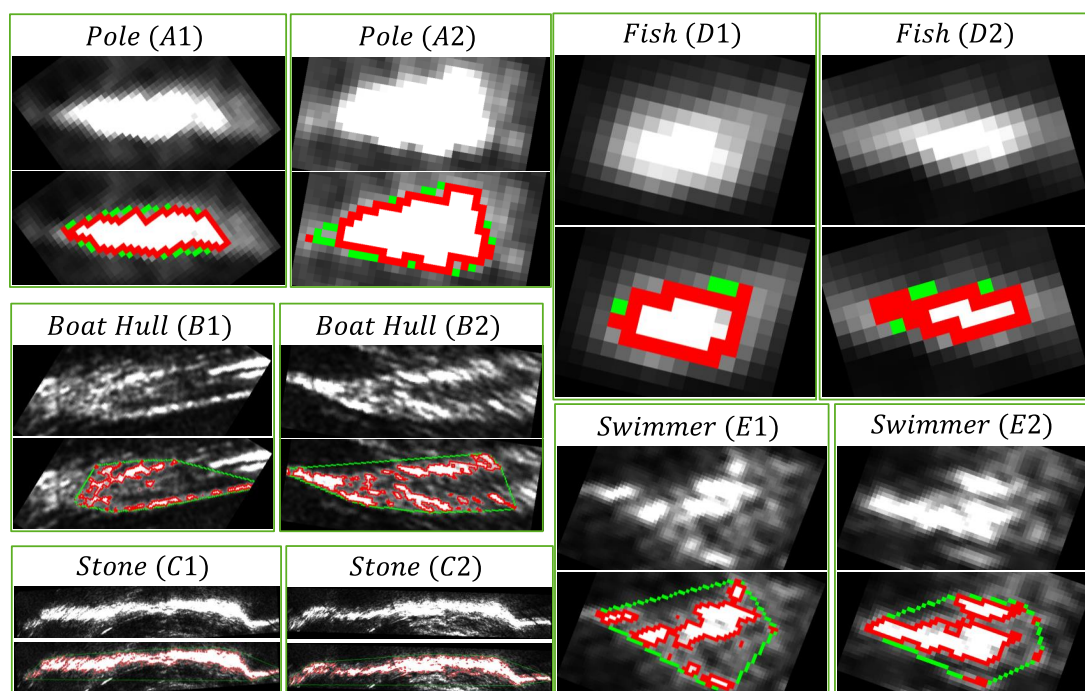 Pole (A1)
Pole (A2)
Fish (D1)
Fish (D2)
Boat Hull (B1)
Boat Hull (B2)
Swimmer (E1)
Swimmer (E2)
Stone (C1)
Stone (C2)